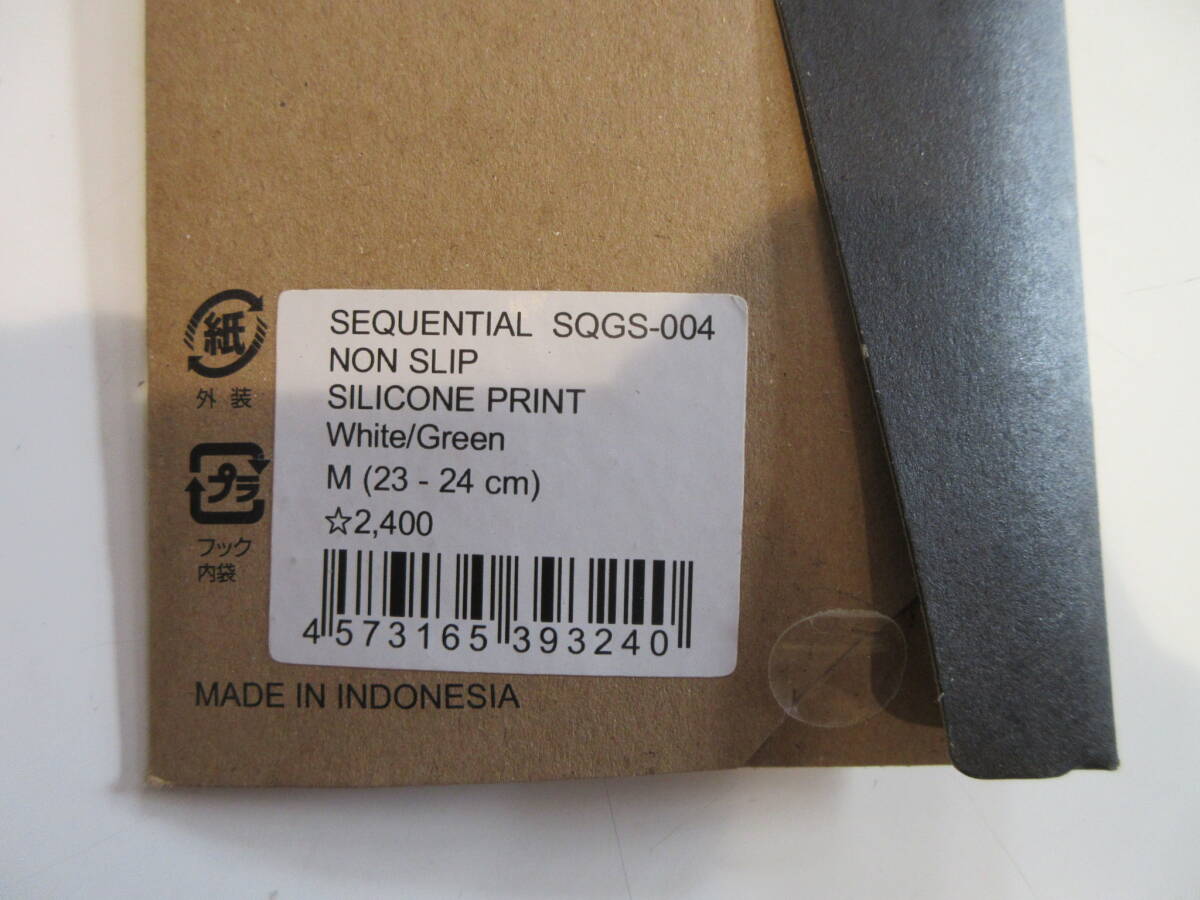 紙
外装
プラ
フック
内袋
SEQUENTIAL SQGS-004
NON SLIP
SILICONE PRINT
White/Green
M (23 - 24 cm)
☆2,400
4 573165 393240
MADE IN INDONESIA